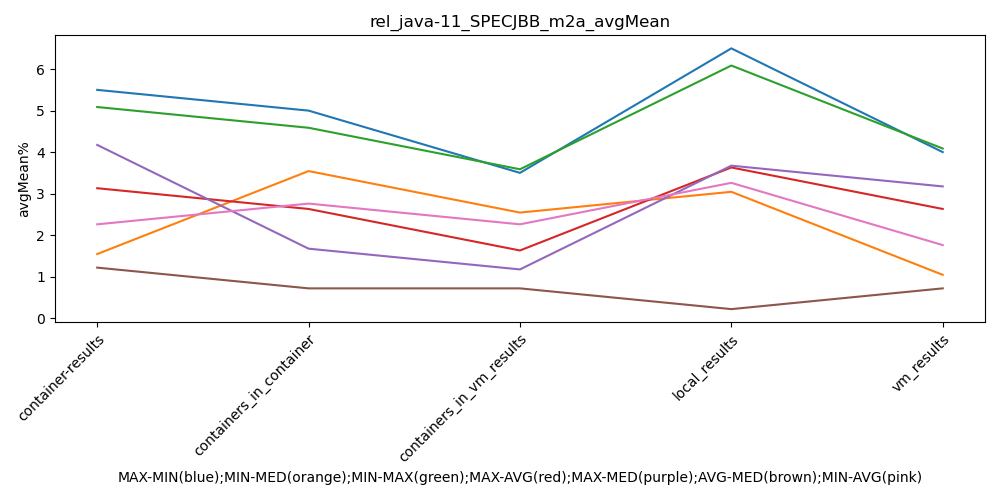 rel_java-11_SPECJBB_m2a_avgMean
avgMean%
6
5
4
3
2
1
0
container-results
containers_in_container
containers_in_vm_results
local_results
vm_results
MAX-MIN(blue);MIN-MED(orange);MIN-MAX(green);MAX-AVG(red);MAX-MED(purple);AVG-MED(brown);MIN-AVG(pink)